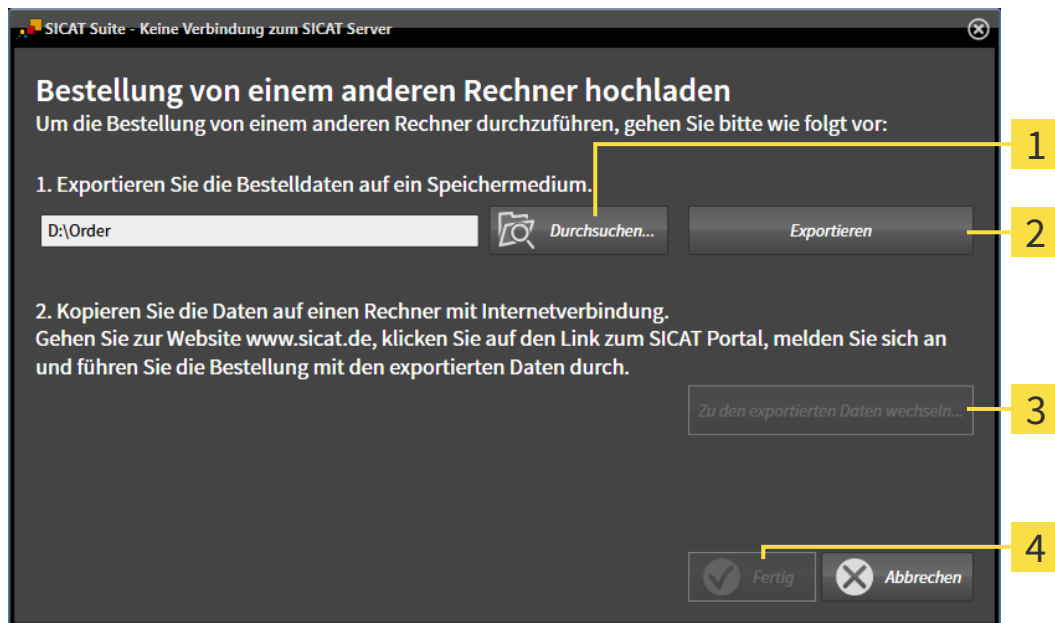 SICAT Suite - Keine Verbindung zum SICAT Server
Bestellung von einem anderen Rechner hochladen
Um die Bestellung von einem anderen Rechner durchzuführen, gehen Sie bitte wie folgt vor:
1
1. Exportieren Sie die Bestelldaten auf ein Speichermedium.
D:\Order
Durchsuchen...
Exportieren
2
2. Kopieren Sie die Daten auf einen Rechner mit Internetverbindung.
Gehen Sie zur Website www.sicat.de, klicken Sie auf den Link zum SICAT Portal, melden Sie sich an
und führen Sie die Bestellung mit den exportierten Daten durch.
Zu den exportierten Daten wechseln...
3
4
Fertig
Abbrechen